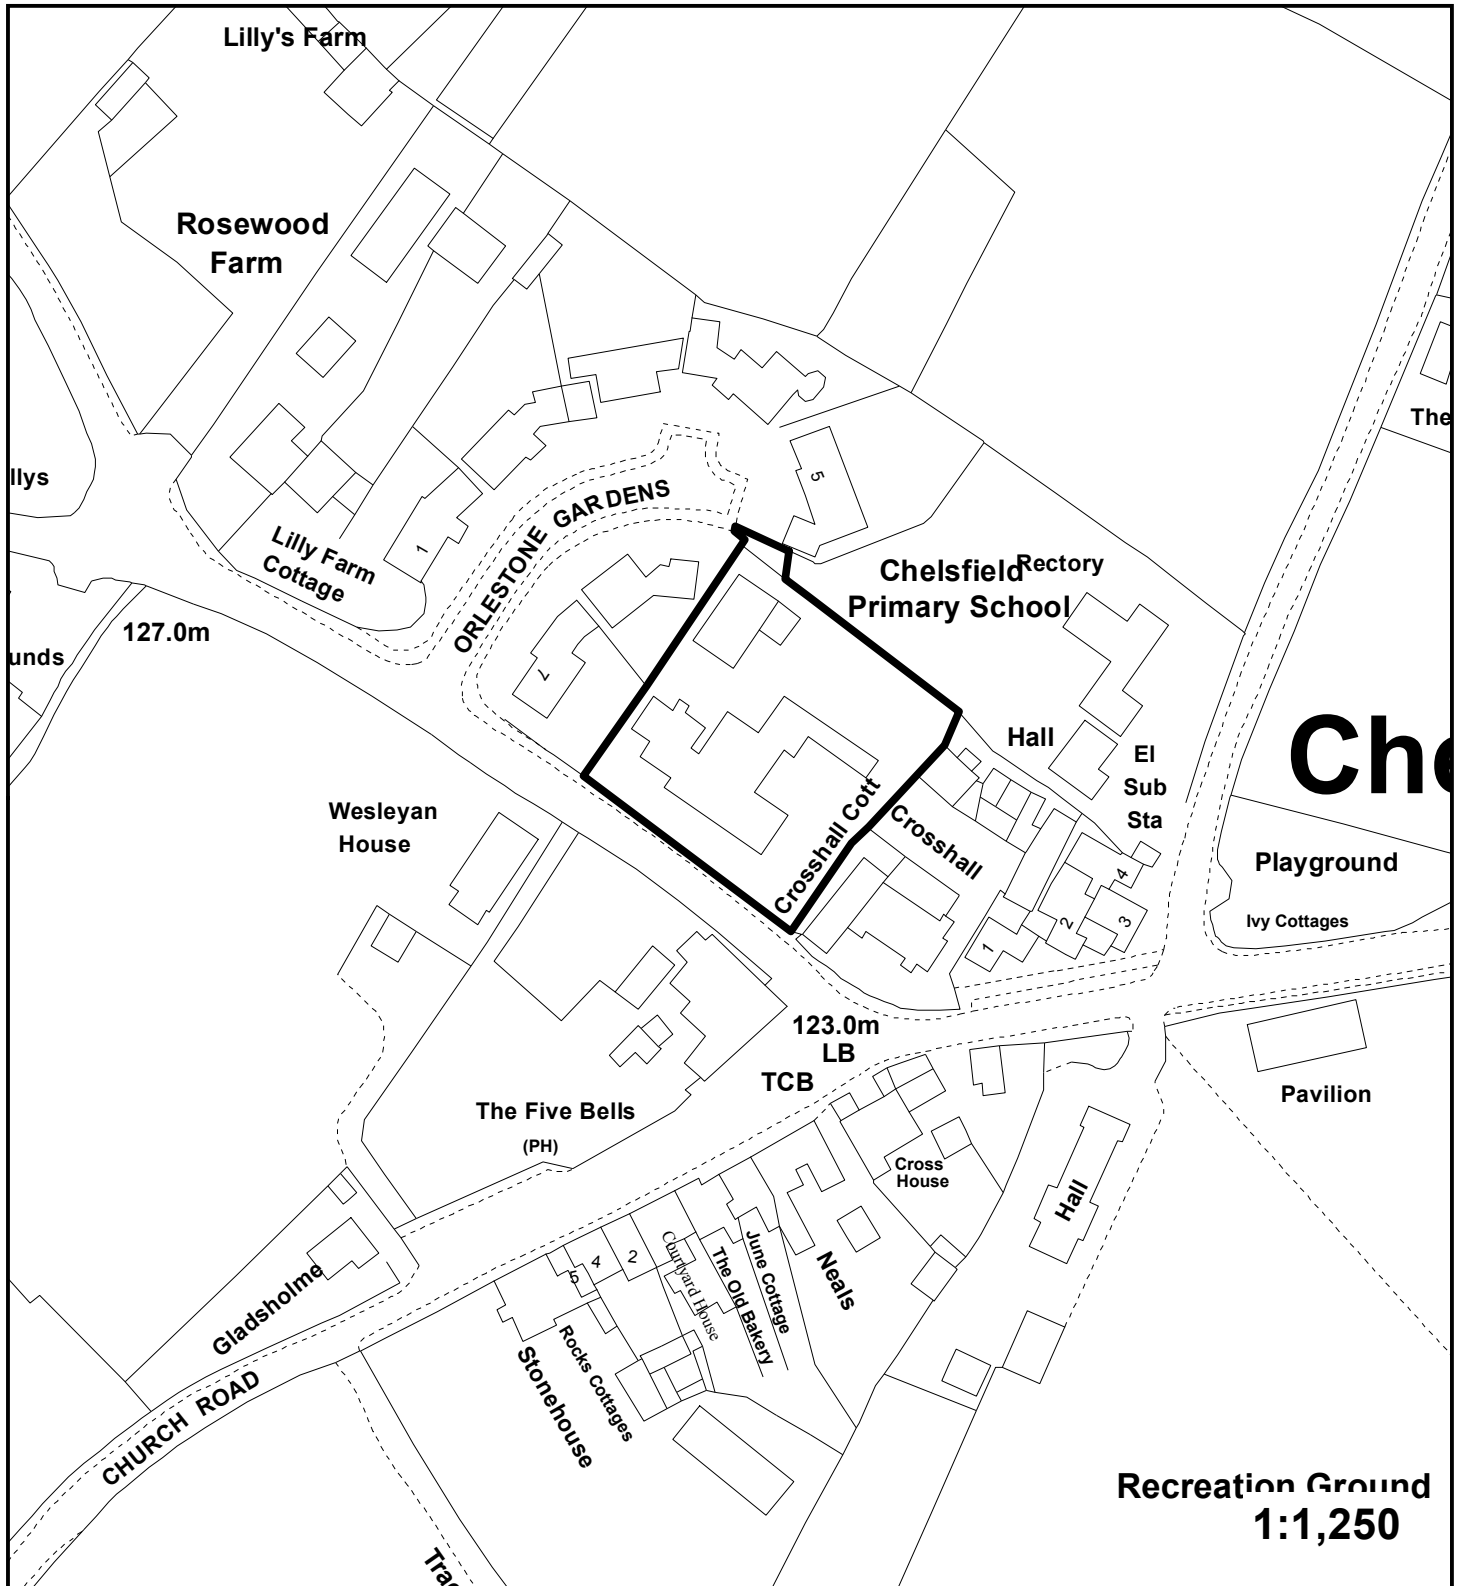 Lilly's Farm
Rosewood
Farm
The
llys
5
ORLESTONE GARDENS
1
Lilly Farm
Cottage
Rectory
Chelsfield
Primary School
127.0m
unds
7
Hall
El
Sub
Sta
Che
Wesleyan
House
Crosshall Cott
Crosshall
Playground
Ivy Cottages
4
3
2
1
123.0m
LB
TCB
Pavilion
The Five Bells
(PH)
Cross
House
Hall
Neals
June Cottage
The Old Bakery
Courtyard House
2
4
5
Gladsholme
Rocks Cottages
Stonehouse
CHURCH ROAD
Recreation Ground
1:1,250